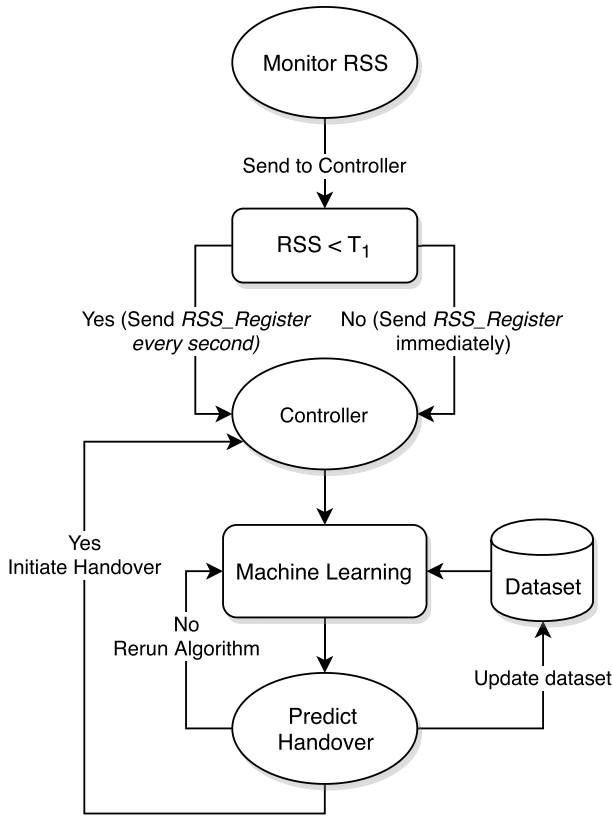 Monitor RSS
Send to Controller
RSS < T₁
Yes (Send RSS_Register
every second)
No (Send RSS_Register
immediately)
Controller
Yes
Initiate Handover
Machine Learning
Dataset
No
Rerun Algorithm
Update dataset
Predict
Handover